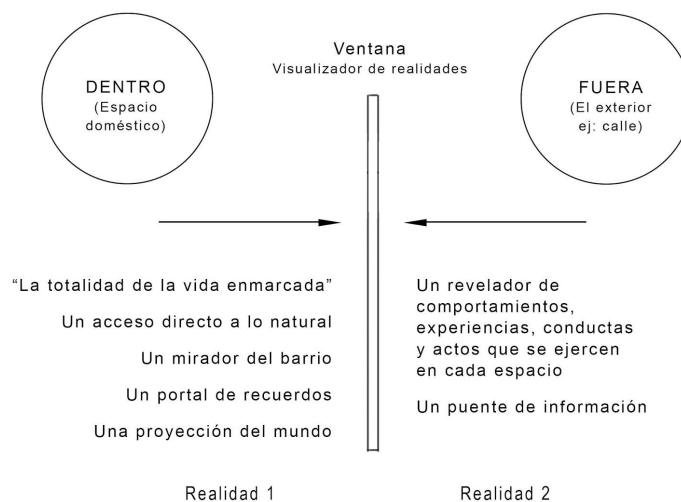 Ventana
Visualizador de realidades
DENTRO
(Espacio
doméstico)
FUERA
(El exterior
ej: calle)
“La totalidad de la vida enmarcada”
Un acceso directo a lo natural
Un mirador del barrio
Un portal de recuerdos
Una proyección del mundo
Un revelador de
comportamientos,
experiencias, conductas
y actos que se ejercen
en cada espacio
Un puente de información
Realidad 1
Realidad 2